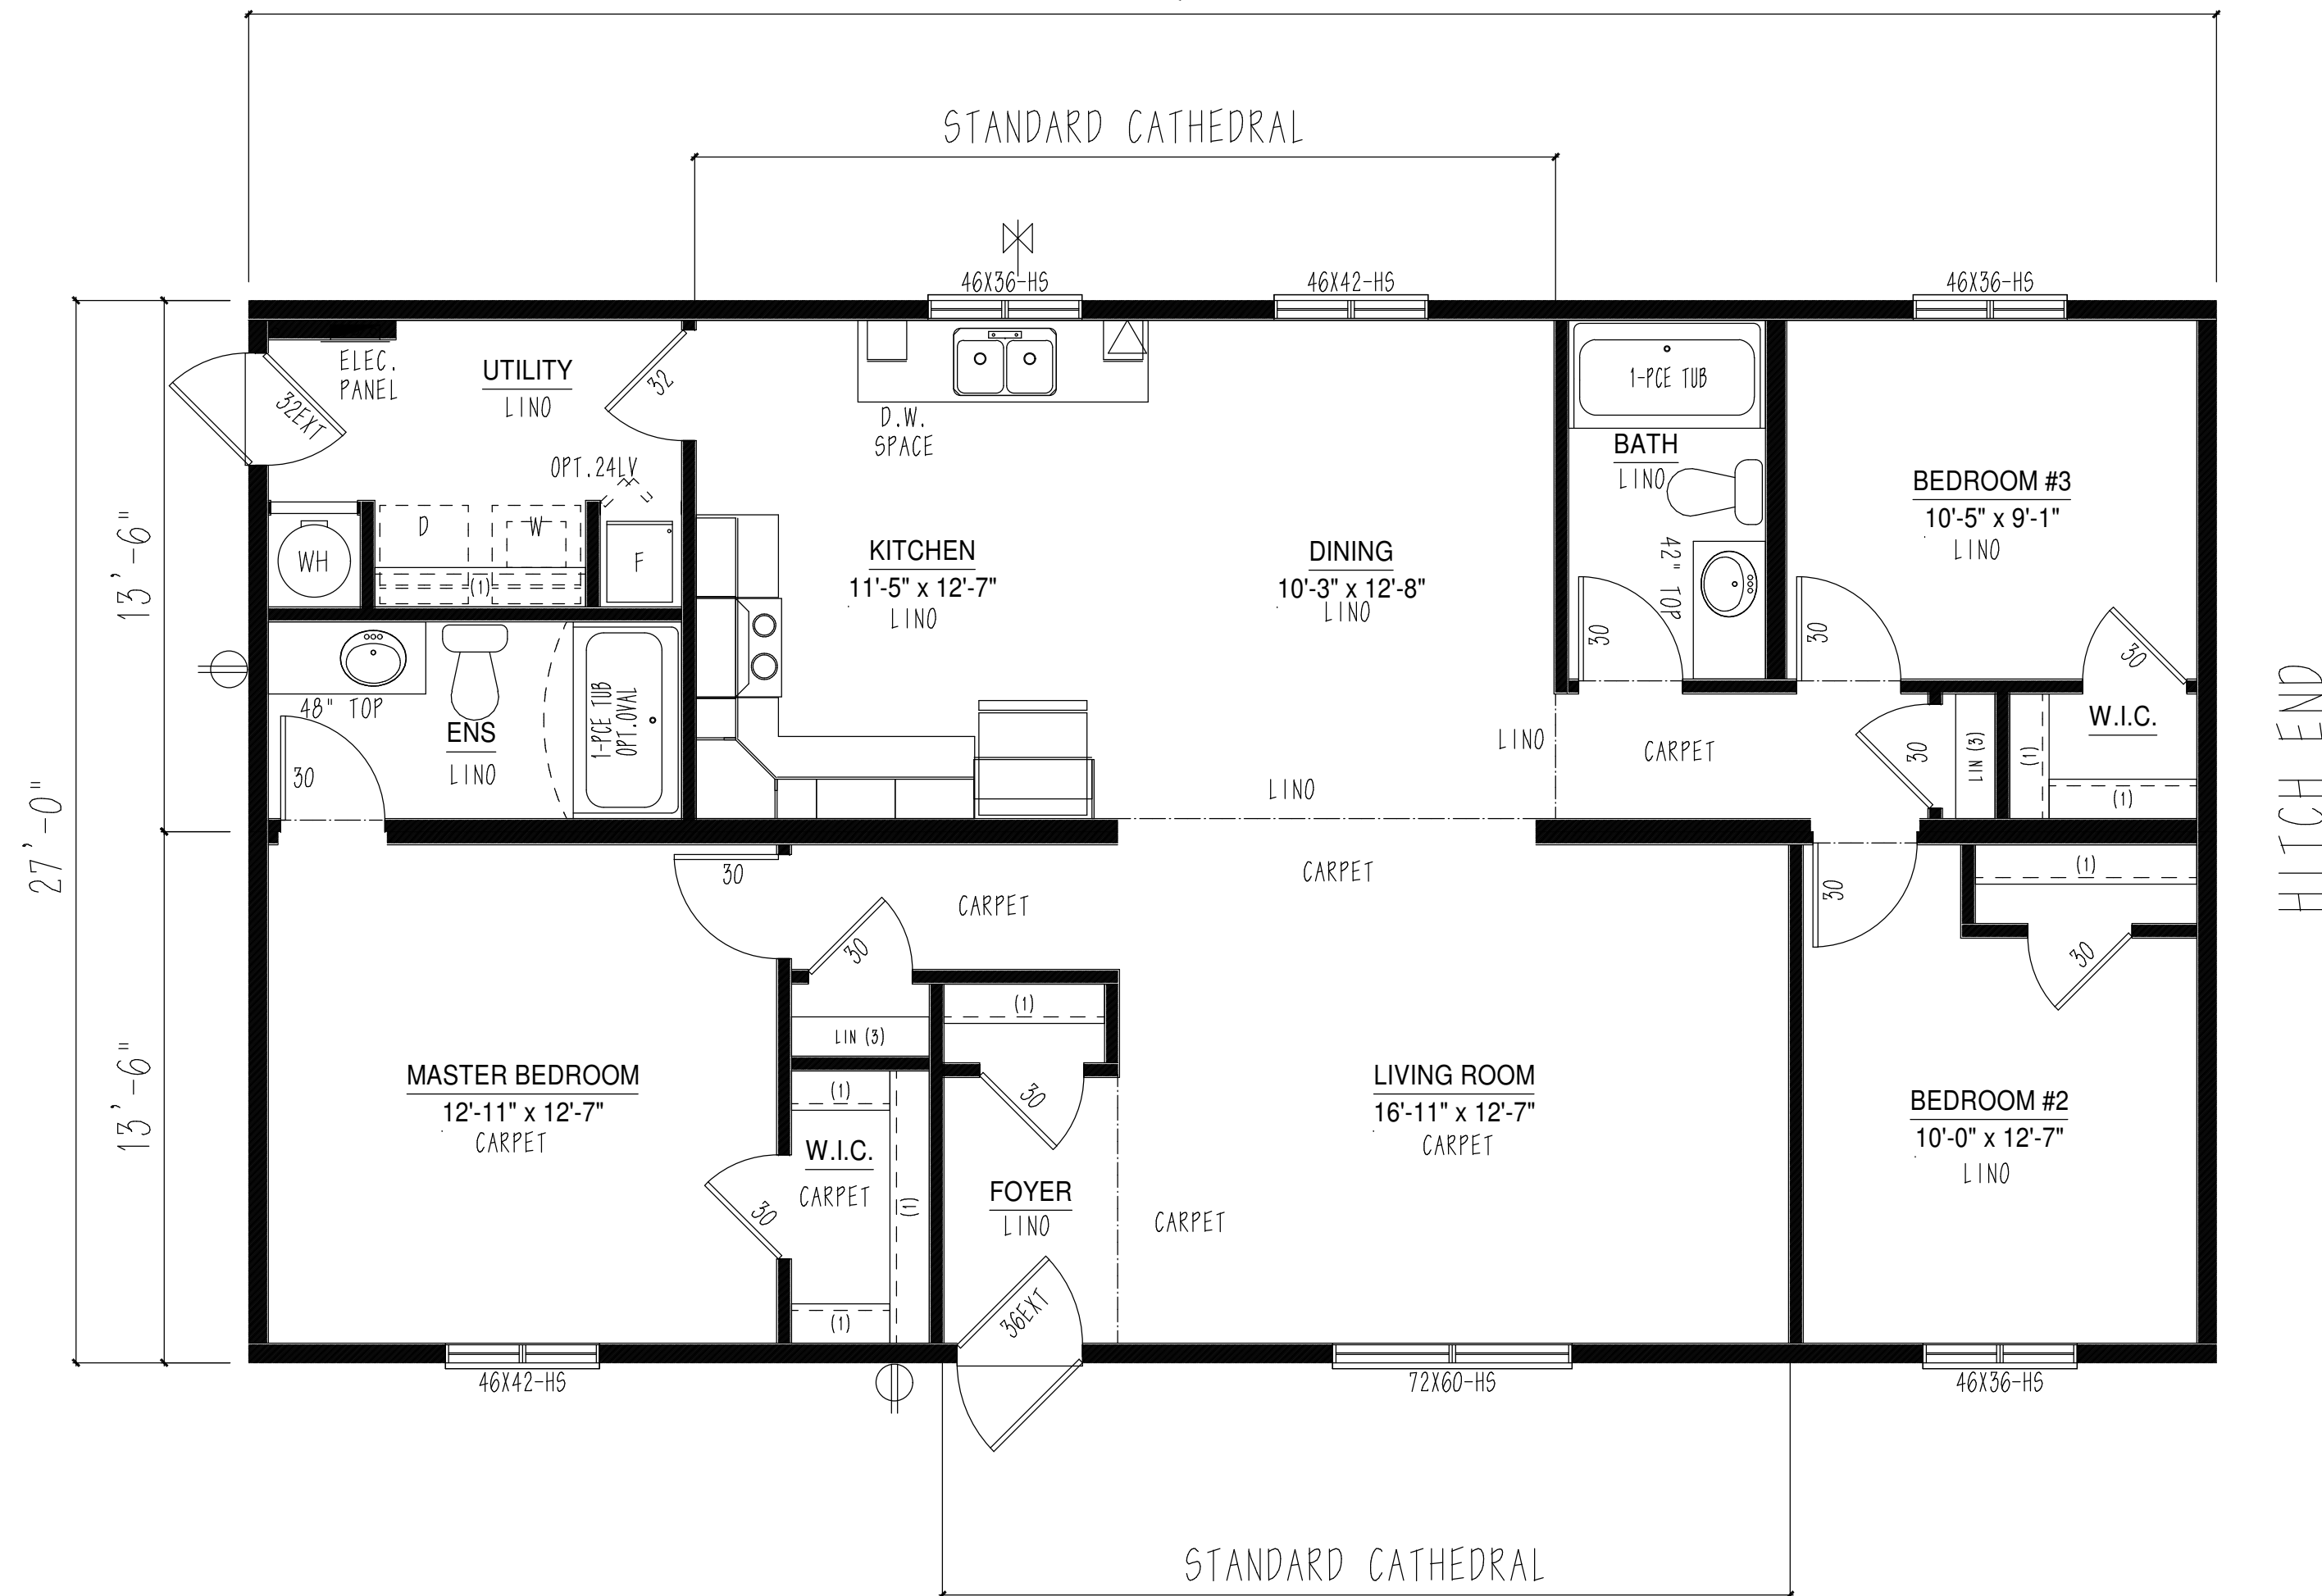 STANDARD CATHEDRAL
46X36-HS
46X42-HS
46X36-HS
ELEC.
PANEL
UTILITY
LINO
32EXT
32
D.W.
SPACE
1-PCE TUB
BATH
LINO
OPT.24LV
D
W
WH
(1)
F
KITCHEN
11'-5" x 12'-7"
LINO
DINING
10'-3" x 12'-8"
LINO
42" TOP
30
BEDROOM #3
10'-5" x 9'-1"
LINO
30
30
13'-6"
48" TOP
ENS
LINO
30
1-PCE TUB
OPT.OVAL
LINO
LINO
CARPET
30
LIN (3)
(1)
W.I.C.
(1)
HITCH END
27'-0"
30
CARPET
CARPET
30
30
(1)
30
13'-6"
LIN (3)
(1)
30
MASTER BEDROOM
12'-11" x 12'-7"
CARPET
(1)
W.I.C.
CARPET
(1)
30
(1)
FOYER
LINO
36EXT
CARPET
LIVING ROOM
16'-11" x 12'-7"
CARPET
BEDROOM #2
10'-0" x 12'-7"
LINO
46X42-HS
72X60-HS
46X36-HS
STANDARD CATHEDRAL